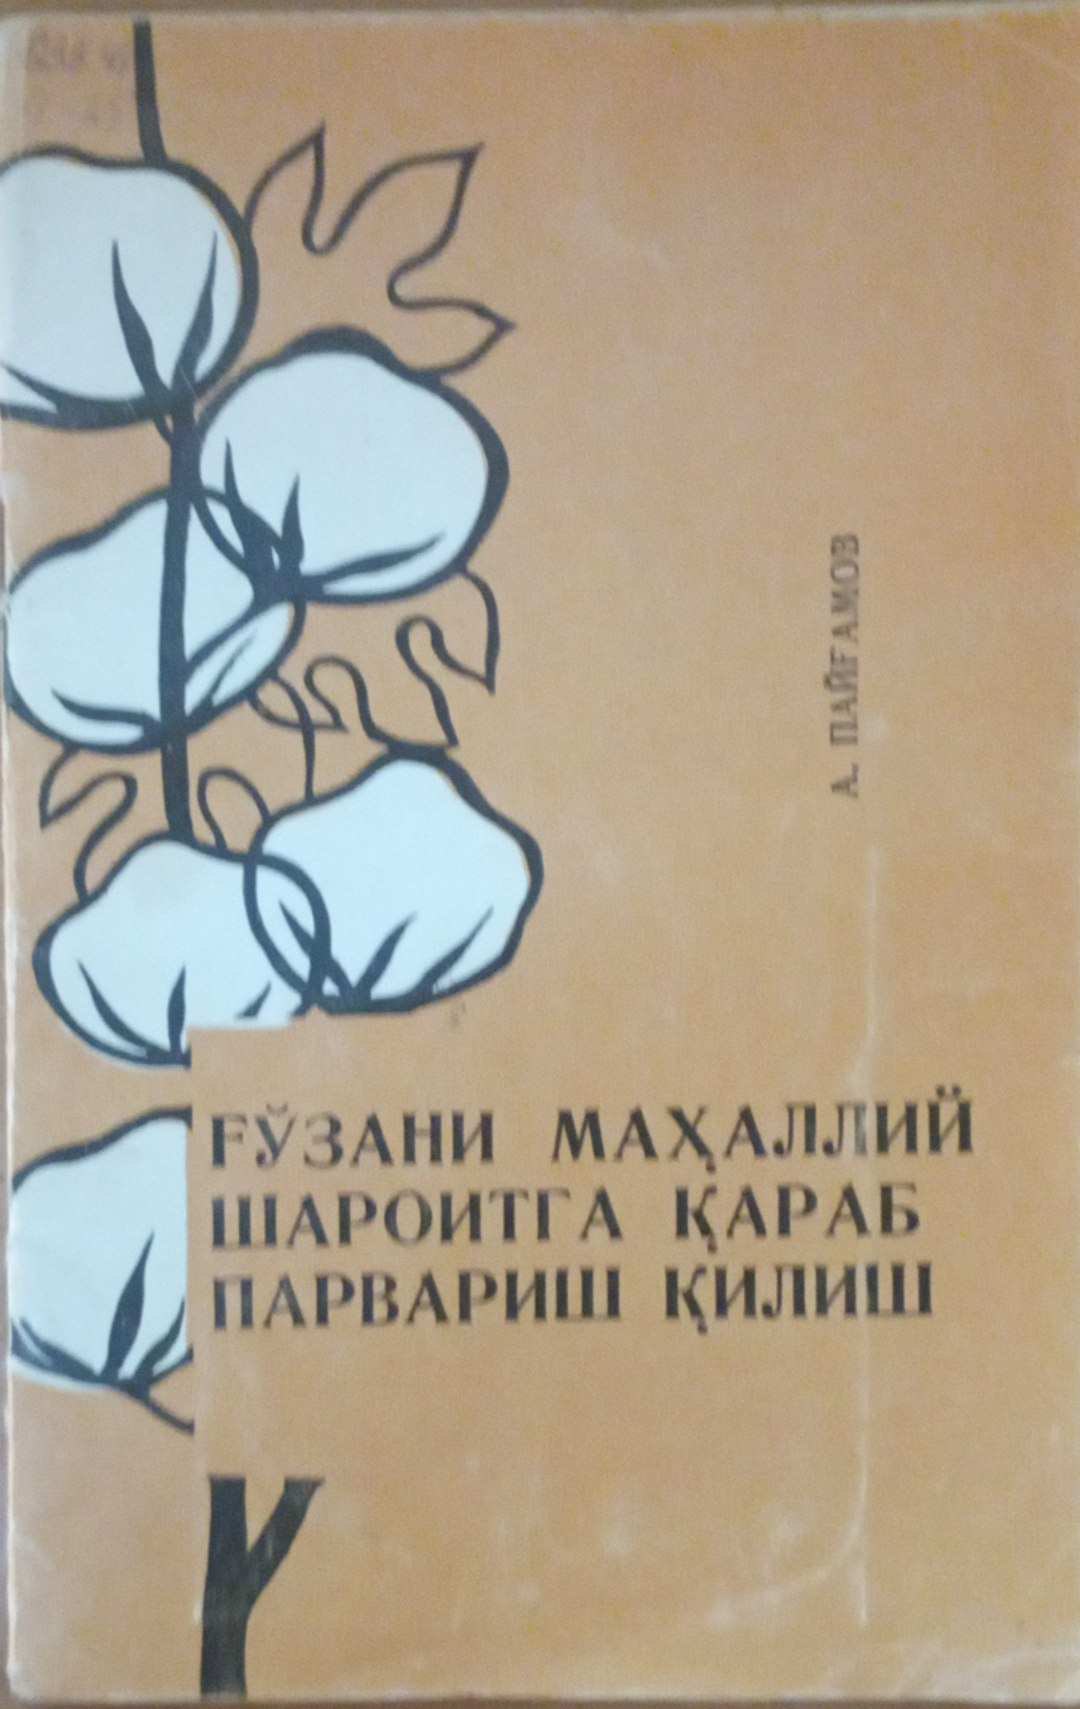 А. ПАЙҒАМОВ
ҒЎЗАНИ МАҲАЛЛИЙ
ШАРОИТГА ҚАРАБ
ПАРВАРИШ ҚИЛИШ